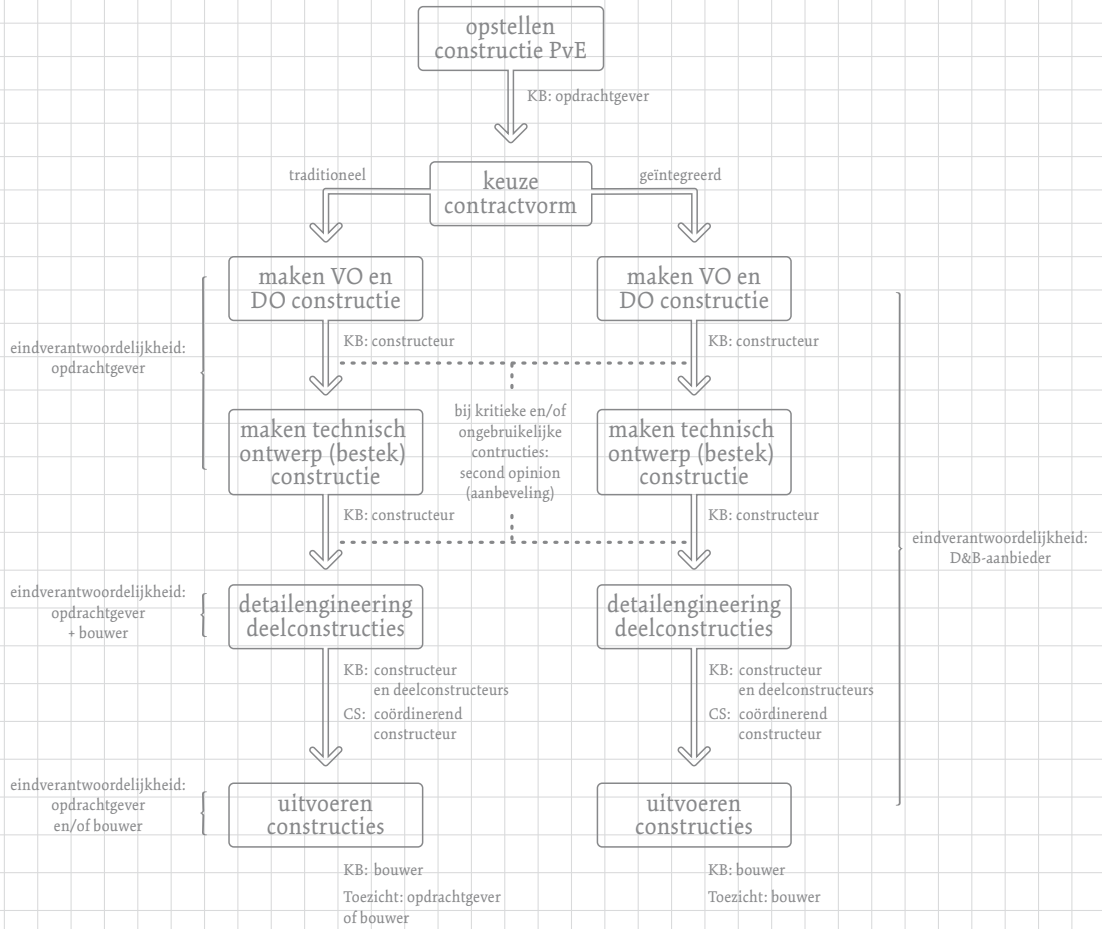 opstellen
constructie PvE
KB: opdrachtgever
traditioneel
keuze
contractvorm
geïntegreerd
maken VO en
DO constructie
maken VO en
DO constructie
eindverantwoordelijkheid:
opdrachtgever
KB: constructeur
KB: constructeur
bij kritieke en/of
ongebruikelijke
contructies:
second opinion
(aanbeveling)
maken technisch
ontwerp (bestek)
constructie
maken technisch
ontwerp (bestek)
constructie
KB: constructeur
KB: constructeur
eindverantwoordelijkheid:
D&B-aanbieder
eindverantwoordelijkheid:
opdrachtgever
+ bouwer
detailengineering
deelconstructies
detailengineering
deelconstructies
KB: constructeur
en deelconstructeurs
CS: coördinerend
constructeur
KB: constructeur
en deelconstructeurs
CS: coördinerend
constructeur
eindverantwoordelijkheid:
opdrachtgever
en/of bouwer
uitvoeren
constructies
uitvoeren
constructies
KB: bouwer
Toezicht: opdrachtgever
of bouwer
KB: bouwer
Toezicht: bouwer